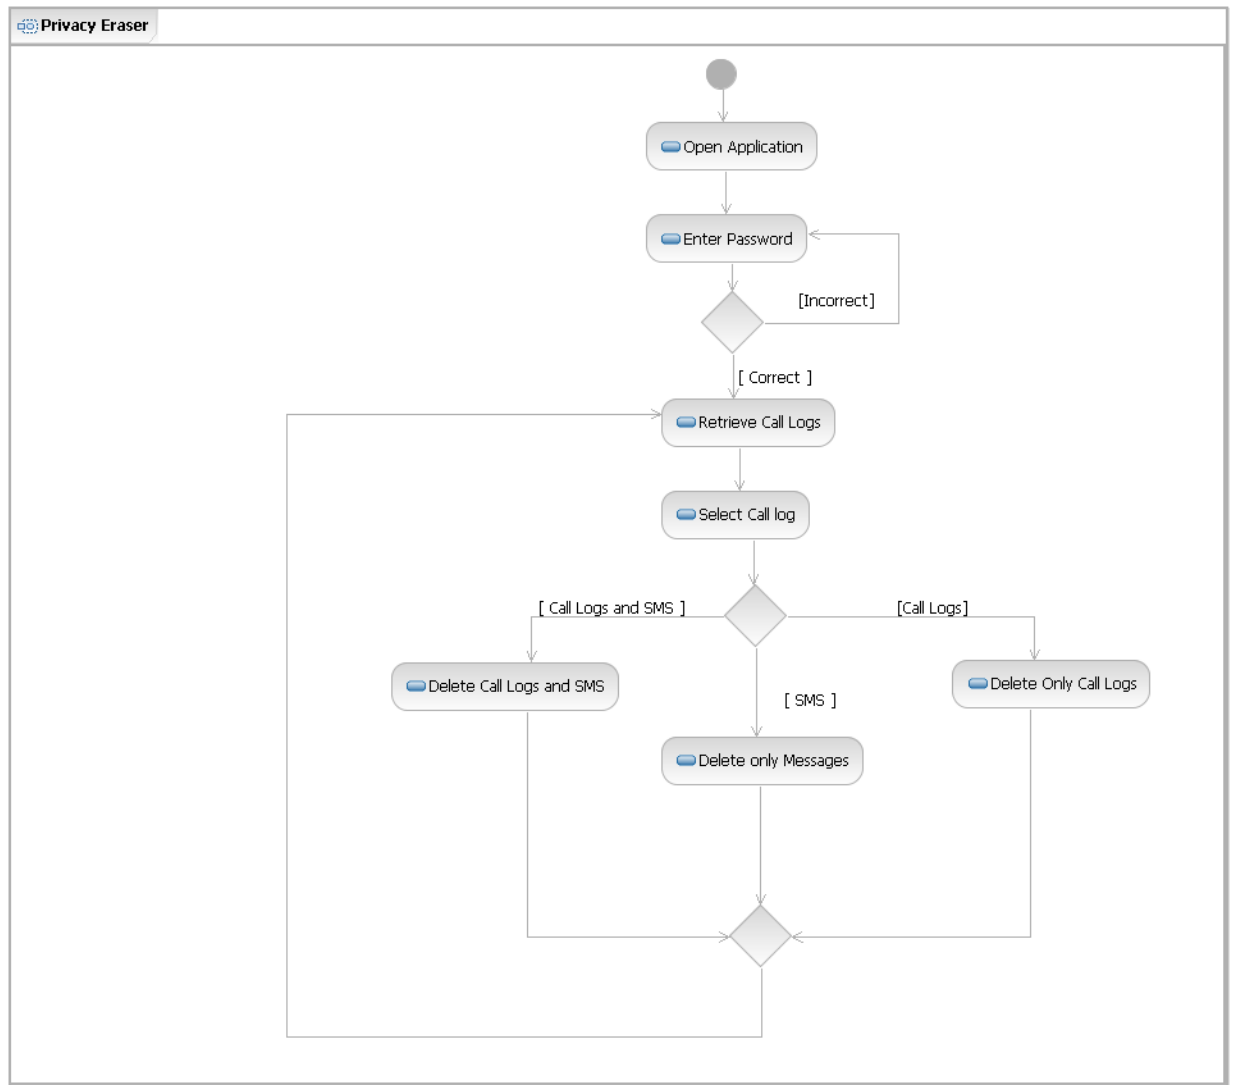 Privacy Eraser
Open Application
Enter Password
[Incorrect]
[ Correct ]
Retrieve Call Logs
Select Call log
[ Call Logs and SMS ]
[Call Logs]
Delete Call Logs and SMS
Delete Only Call Logs
[ SMS ]
Delete only Messages